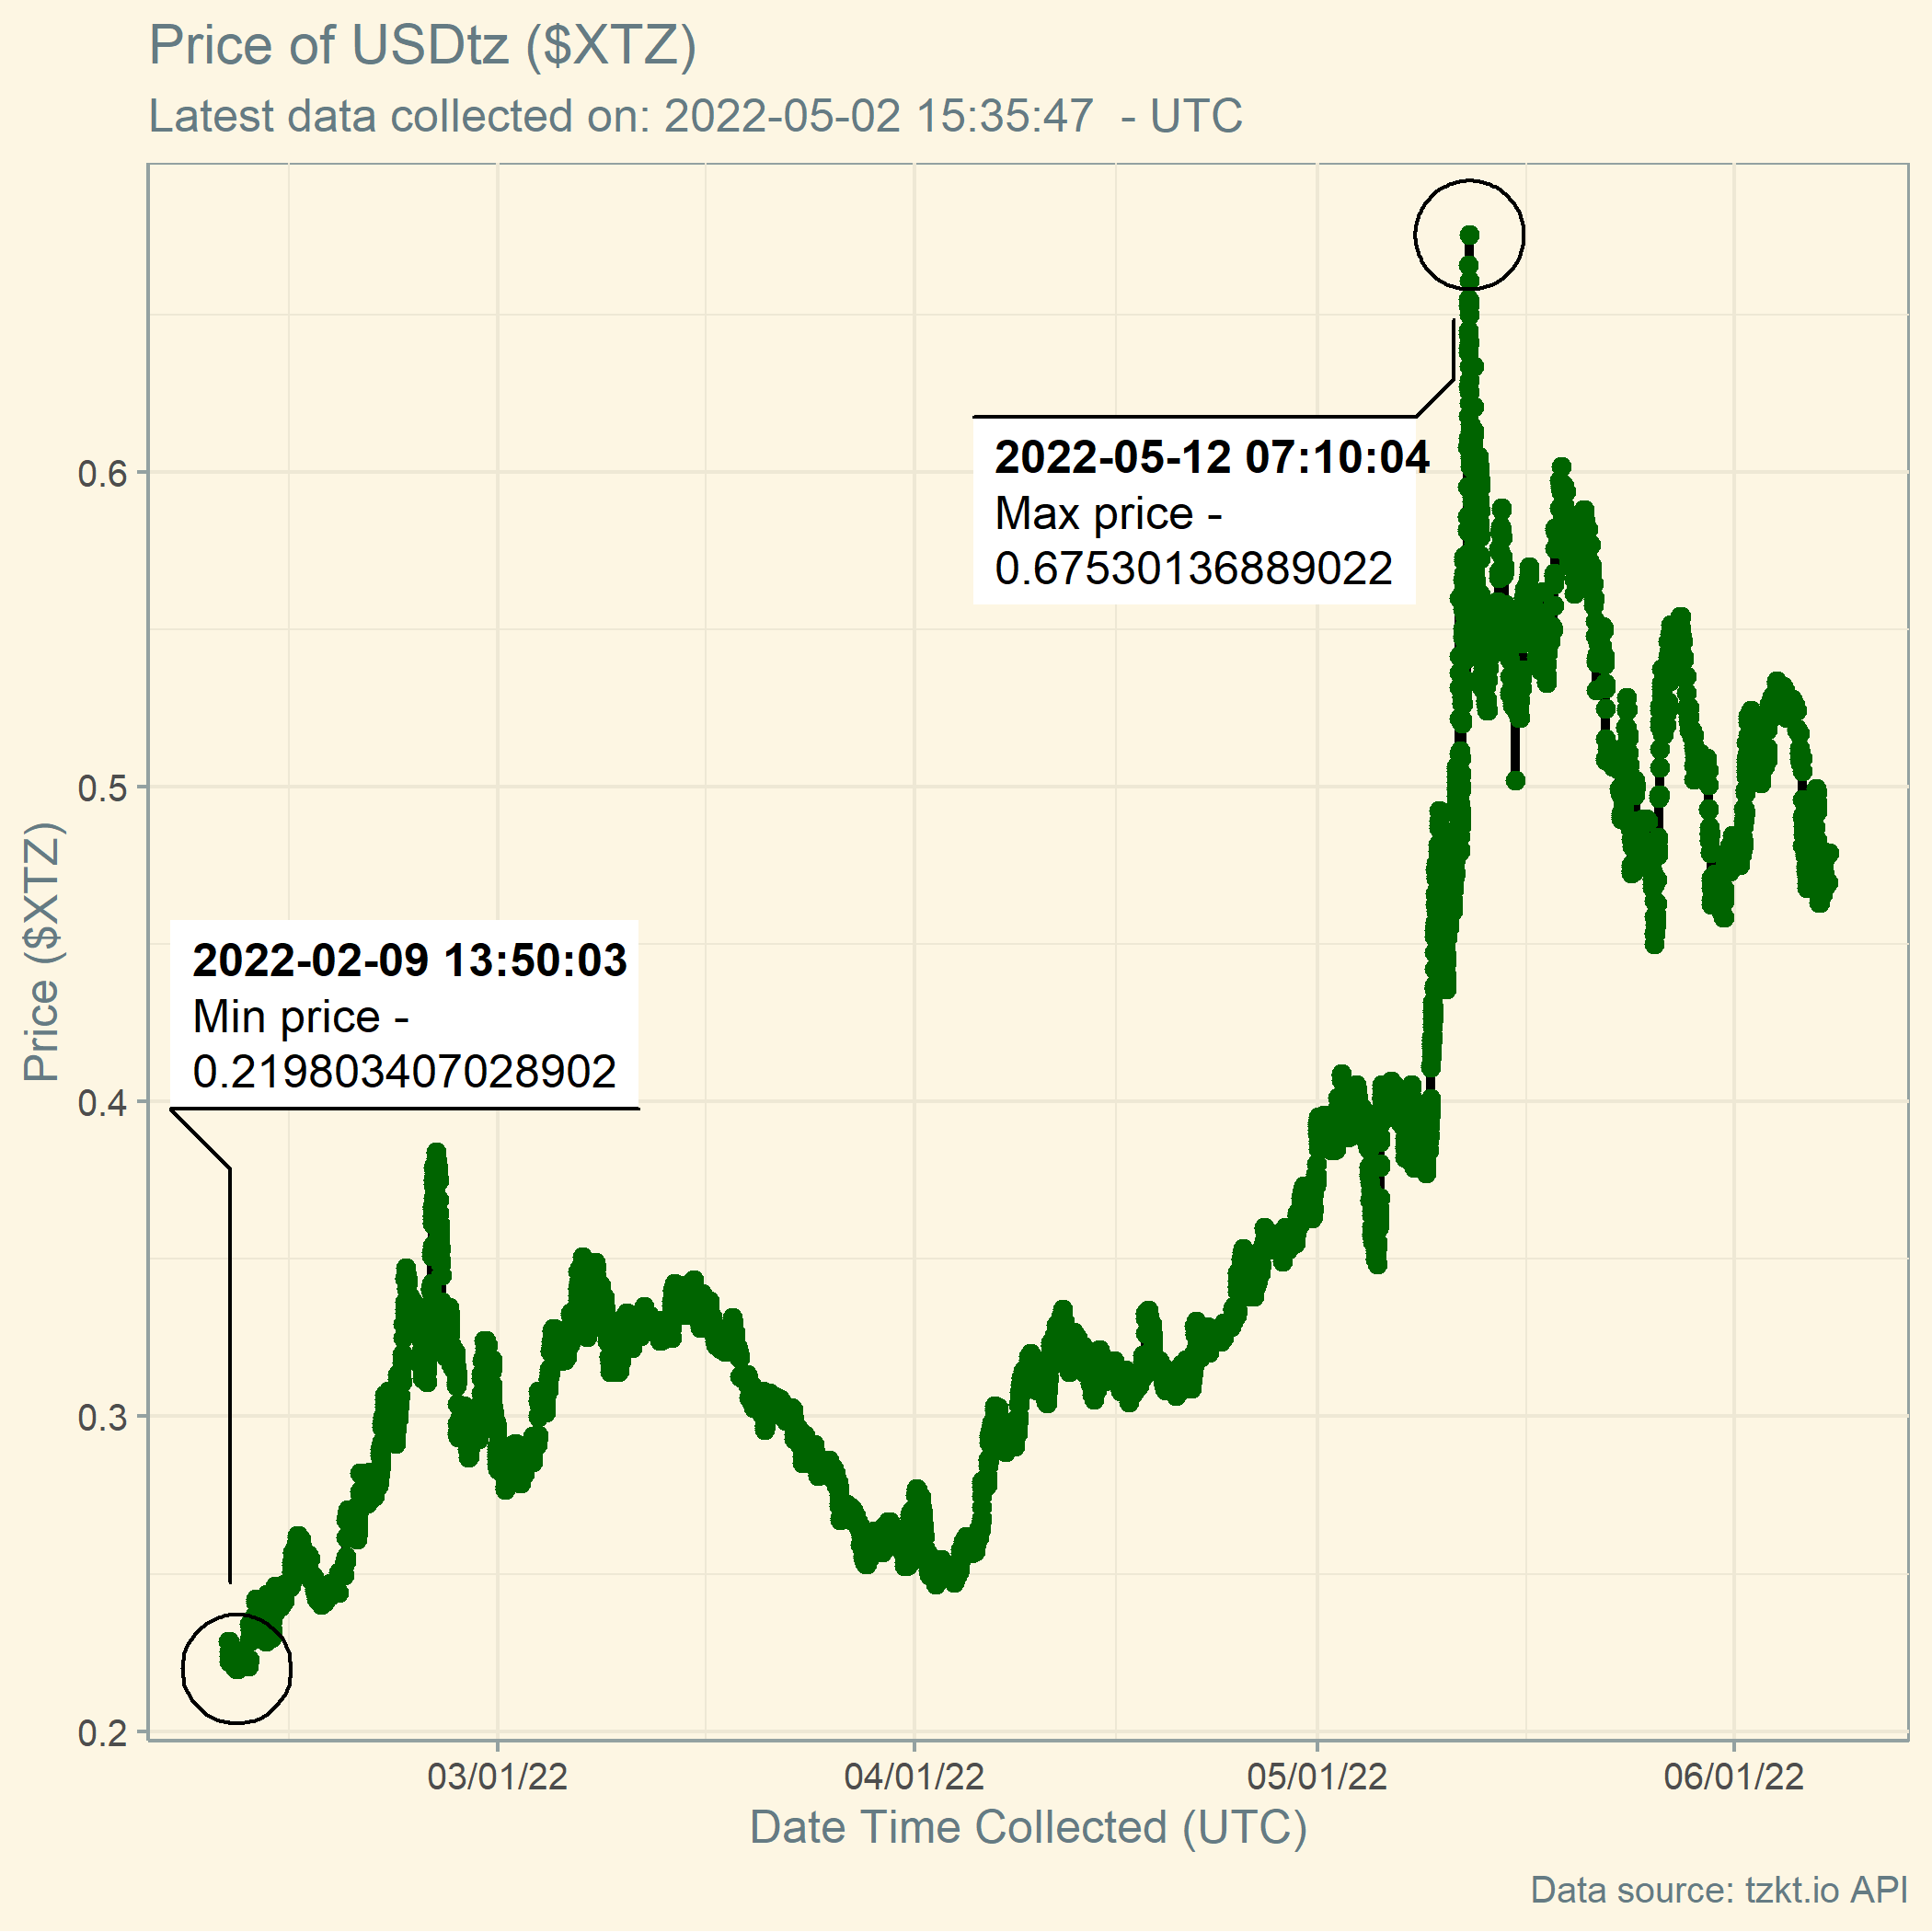 Price of USDtz ($XTZ)
Latest data collected on: 2022-05-02 15:35:47  - UTC
2022-05-12 07:10:04
Max price -
0.67530136889022
2022-02-09 13:50:03
Min price -
0.219803407028902
Price ($XTZ)
0.6
0.5
0.4
0.3
0.2
03/01/22
04/01/22
05/01/22
06/01/22
Date Time Collected (UTC)
Data source: tzkt.io API